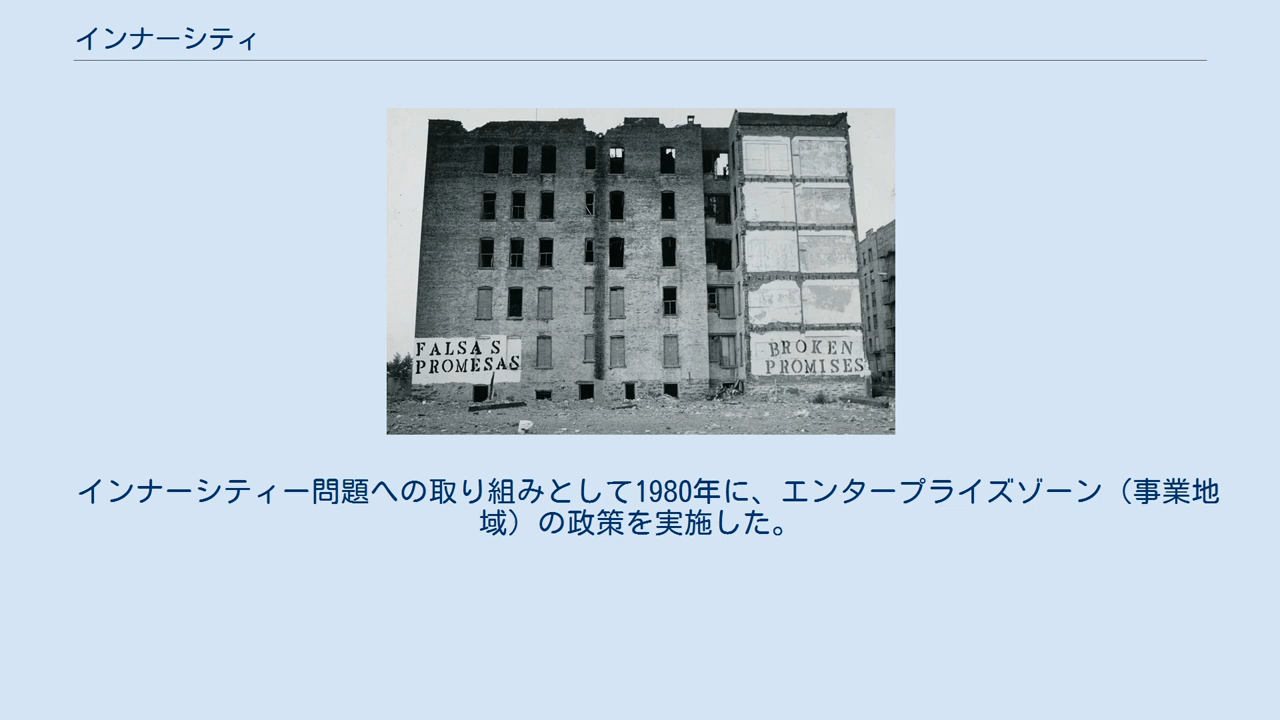 インナーシティ
FALSAS
PROMESAS
BROKEN
PROMISES
インナーシティー問題への取り組みとして1980年に、エンタープライズゾーン（事業地
域）の政策を実施した。